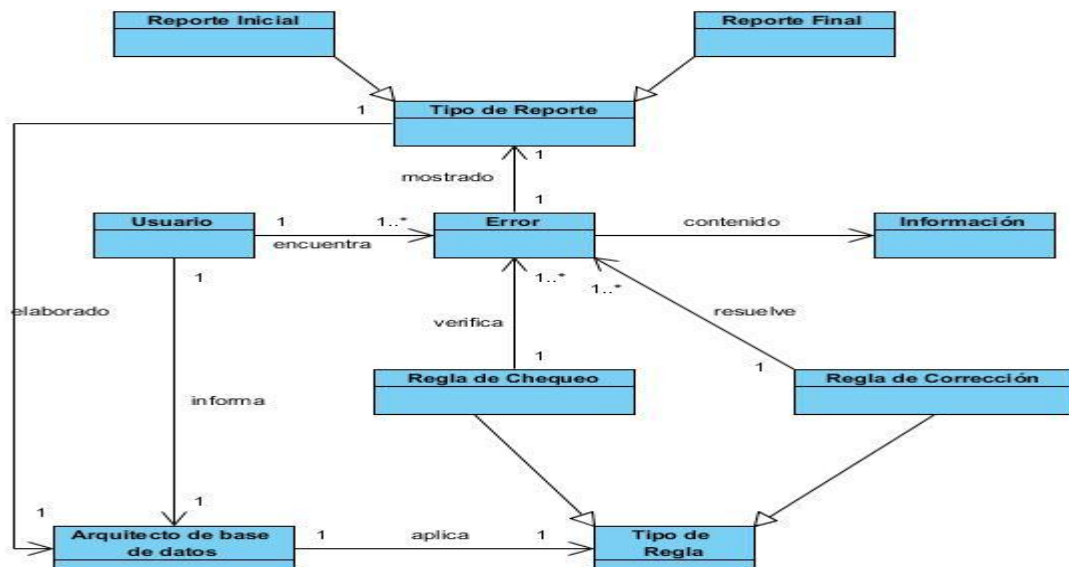 Reporte Inicial
Reporte Final
1
Tipo de Reporte
1
mostrado
1
Usuario
1
1..*
Error
contenido
Información
encuentra
1
1..*
1..*
elaborado
verifica
resuelve
1
1
Regla de Chequeo
Regla de Corrección
informa
1
1
Arquitecto de base
de datos
1
aplica
1
Tipo de
Regla